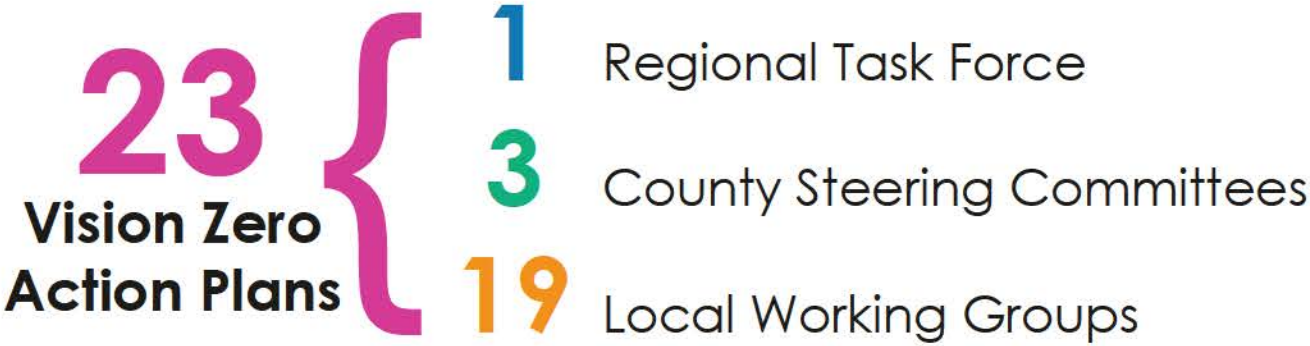 23
Vision Zero
Action Plans
1 Regional Task Force
3 County Steering Committees
19 Local Working Groups